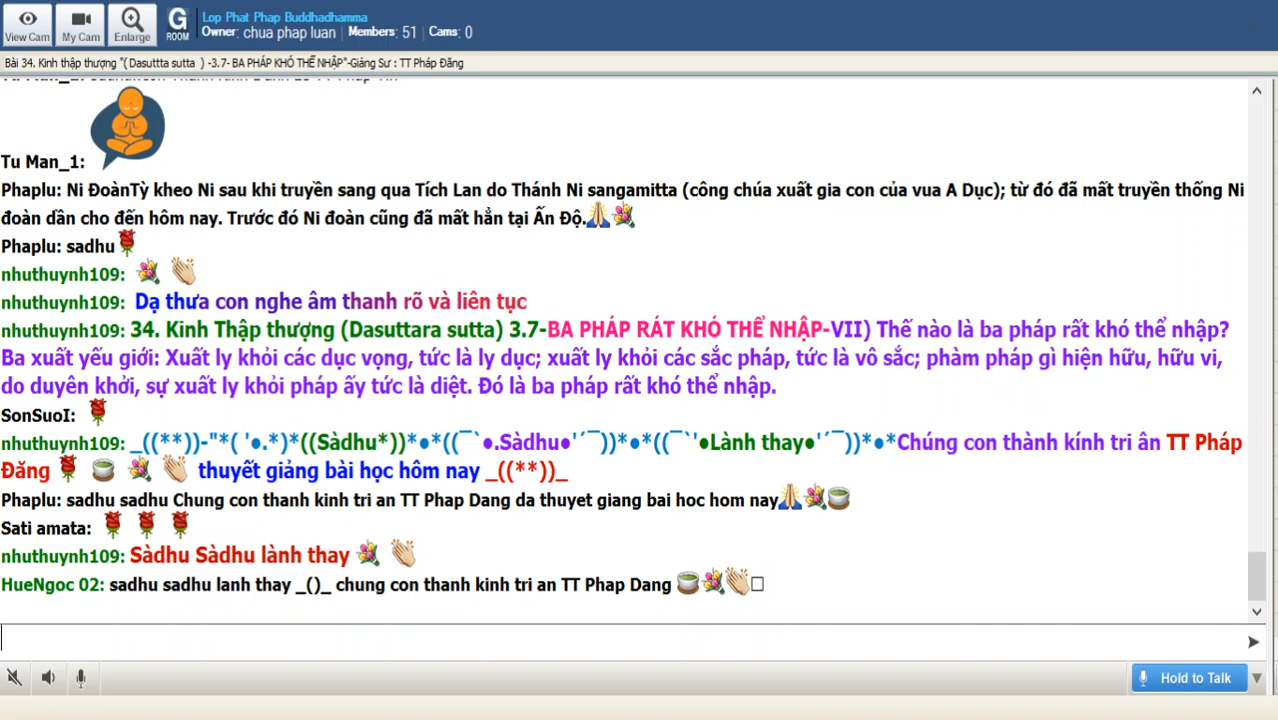 Lop Phat Phap Buddhadhamma
Owner: chua phap luan Members: 51 Cams: 0
View Cam
My Cam
Enlarge
G
ROOM
Bài 34. Kinh thập thượng "( Dasuttta sutta ) -3.7- BA PHÁP KHÓ THỂ NHẬP"-Giảng Sư : TT Pháp Đăng
Tu Man_1:
Phaplu: Ni ĐoànTỳ kheo Ni sau khi truyền sang qua Tích Lan do Thánh Ni sangamitta (công chúa xuất gia con của vua A Dục); từ đó đã mất truyền thống Ni
đoàn dần cho đến hôm nay. Trước đó Ni đoàn cũng đã mất hẳn tại Ấn Độ.🙏💐
Phaplu: sadhu🌹
nhuthuynh109: 💐 👏
nhuthuynh109: Dạ thưa con nghe âm thanh rõ và liên tục
nhuthuynh109: 34. Kinh Thập thượng (Dasuttara sutta) 3.7-BA PHÁP RÁT KHÓ THỂ NHẬP-VII) Thế nào là ba pháp rất khó thể nhập?
Ba xuất yếu giới: Xuất ly khỏi các dục vọng, tức là ly dục; xuất ly khỏi các sắc pháp, tức là vô sắc; phàm pháp gì hiện hữu, hữu vi,
do duyên khởi, sự xuất ly khỏi pháp ấy tức là diệt. Đó là ba pháp rất khó thể nhập.
SonSuoI: 🌹
nhuthuynh109: _((**))-"*( '●.*)*((Sàdhu*))*●*((¯`●.Sàdhu●'´¯))*●*((¯`'●Lành thay●'´¯))*●*Chúng con thành kính tri ân TT Pháp
Đăng 🌹 🍵 💐 👏 thuyết giảng bài học hôm nay _((**))_
Phaplu: sadhu sadhu Chung con thanh kinh tri an TT Phap Dang da thuyet giang bai hoc hom nay🙏💐🍵
Sati amata: 🌹 🌹 🌹
nhuthuynh109: Sàdhu Sàdhu lành thay 💐 👏
HueNgoc 02: sadhu sadhu lanh thay _()_ chung con thanh kinh tri an TT Phap Dang 🍵💐👏□
Hold to Talk